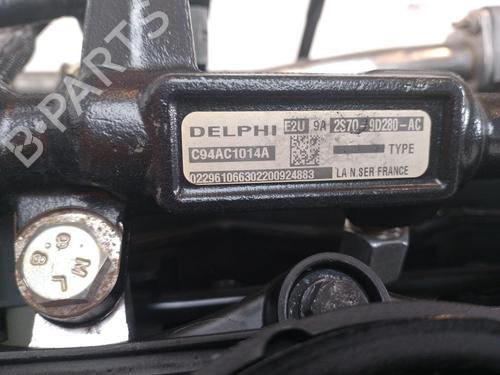 B-PARTS
DELPHI E2U 9A 2S7Q-9D280-AC
C94AC1014A TYPE
02296106630220092​4883 LA N.SER FRANCE
M L
8.8